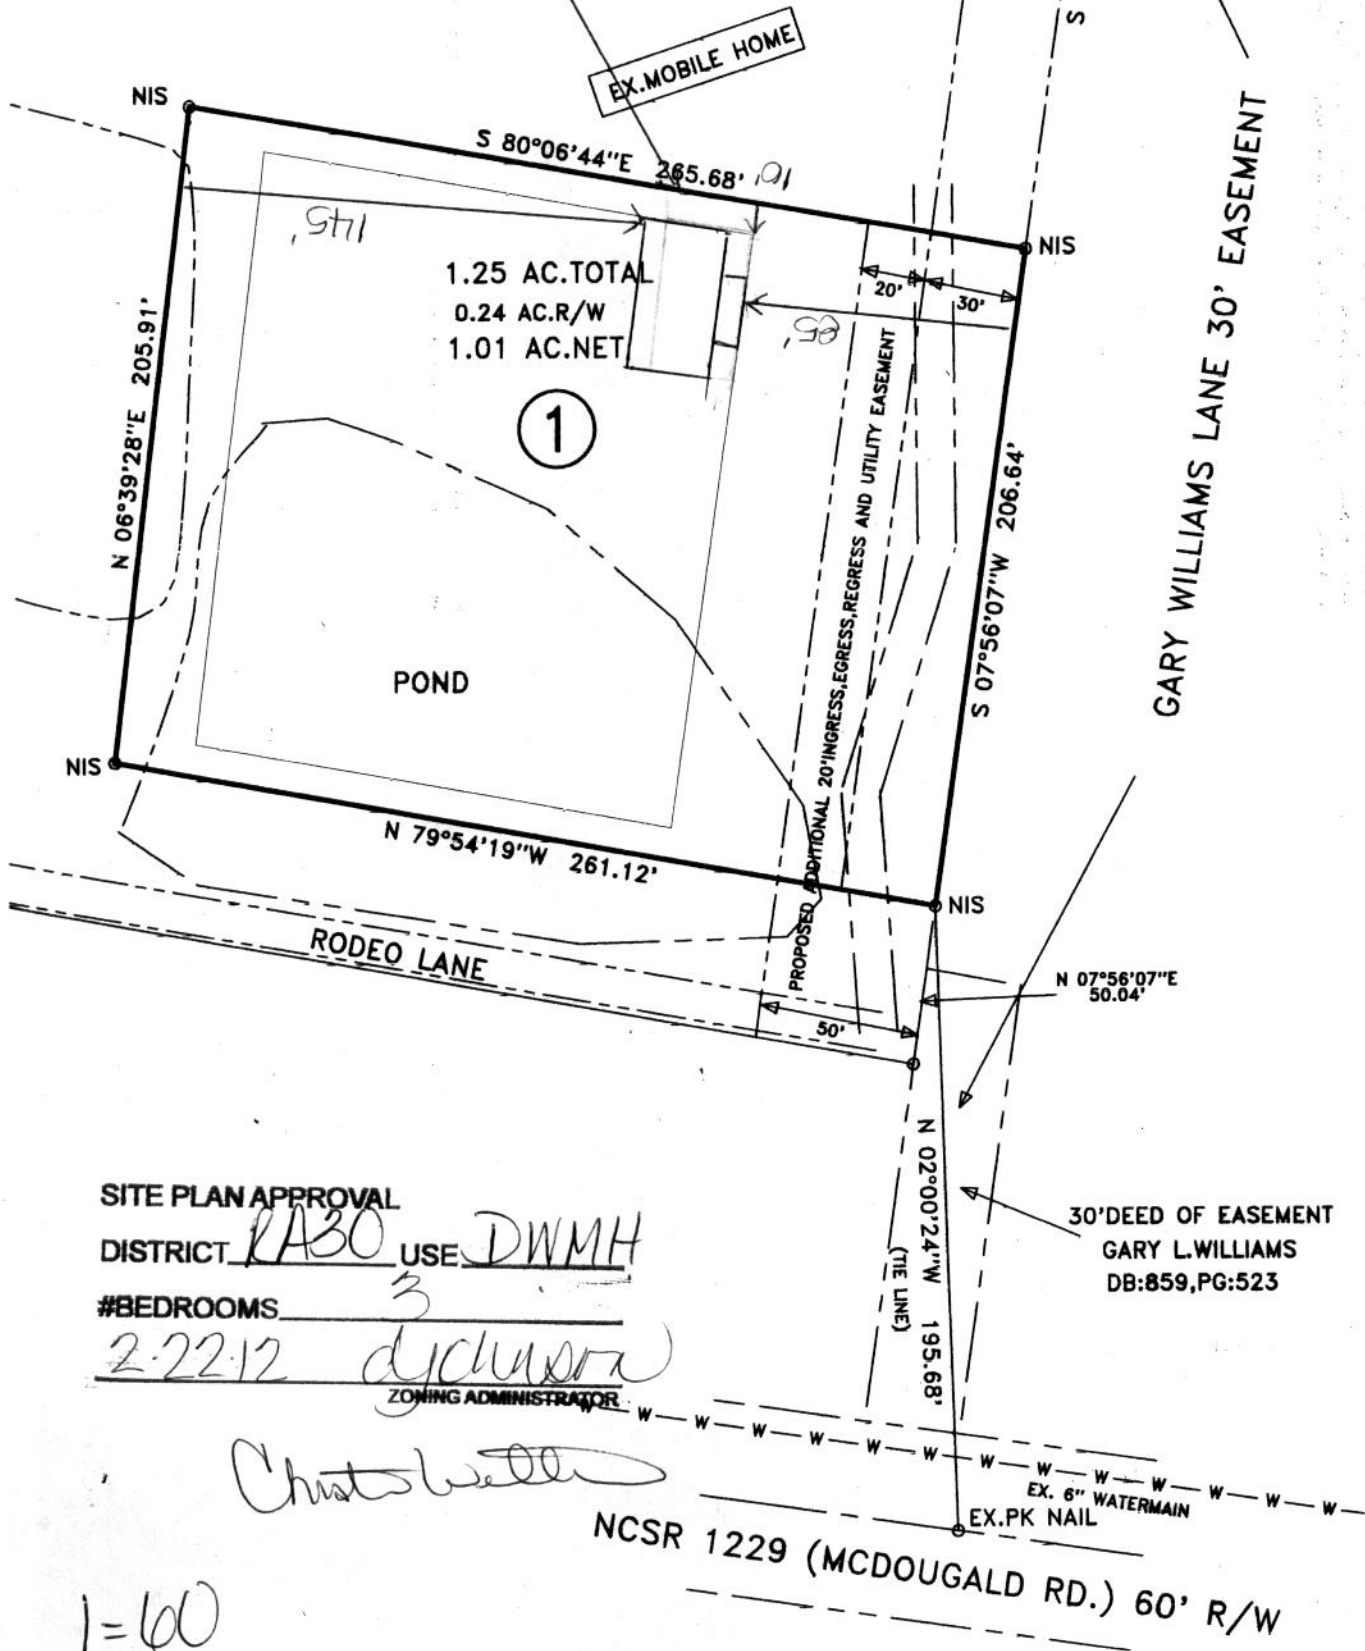 S
EX.MOBILE HOME
NIS
S 80°06'44"E 265.68'
10'
NIS
145'
1.25 AC.TOTAL
0.24 AC.R/W
1.01 AC.NET
20'
30'
85'
1
N 06°39'28"E 205.91'
PROPOSED ADDITIONAL 20'INGRESS,EGRESS,REGRESS AND UTILITY EASEMENT
S 07°56'07"W 206.64'
GARY WILLIAMS LANE 30' EASEMENT
POND
NIS
N 79°54'19"W 261.12'
NIS
RODEO LANE
N 07°56'07"E
50.04'
50'
N 02°00'24"W 195.68'
(TIE LINE)
30'DEED OF EASEMENT
GARY L.WILLIAMS
DB:859,PG:523
SITE PLAN APPROVAL
DISTRICT RA30 USE DWMH
#BEDROOMS 3
2-22-12
ZONING ADMINISTRATOR
W W W W W W W W W W W W W W
EX. 6" WATERMAIN
EX.PK NAIL
NCSR 1229 (MCDOUGALD RD.) 60' R/W
1=60